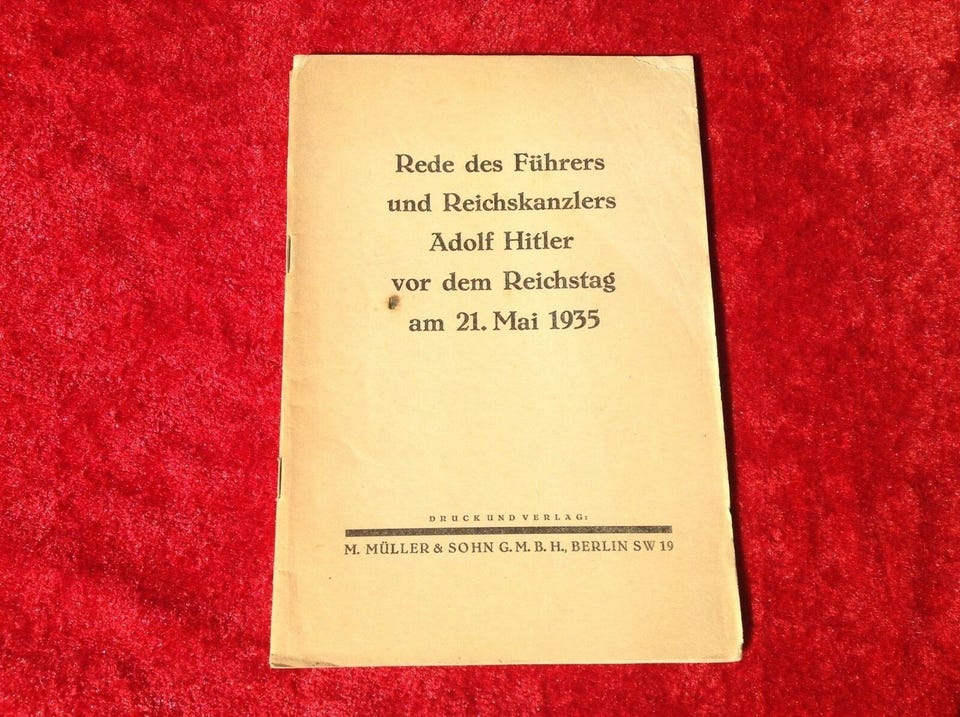 Rede des Führers
und Reichskanzlers
Adolf Hitler
vor dem Reichstag
am 21. Mai 1935
DRUCK UND VERLAG:
M. MÜLLER & SOHN G. M. B. H., BERLIN SW 19